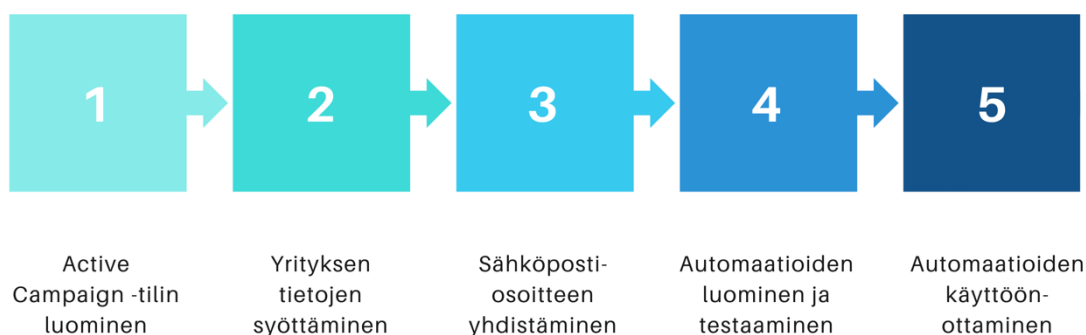 1
2
3
4
5
Active
Campaign -tilin
luominen
Yrityksen
tietojen
syöttäminen
Sähköposti-
osoitteen
yhdistäminen
Automaatioiden
luominen ja
testaaminen
Automaatioiden
käyttöön-
ottaminen